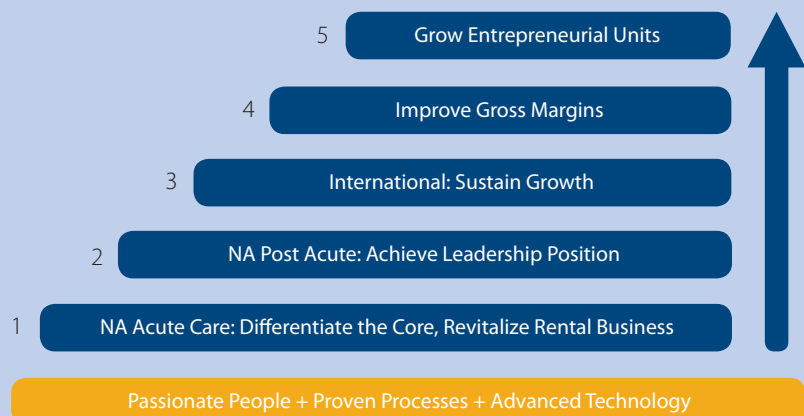 5 Grow Entrepreneurial Units
4 Improve Gross Margins
3 International: Sustain Growth
2 NA Post Acute: Achieve Leadership Position
1 NA Acute Care: Differentiate the Core, Revitalize Rental Business
Passionate People + Proven Processes + Advanced Technology